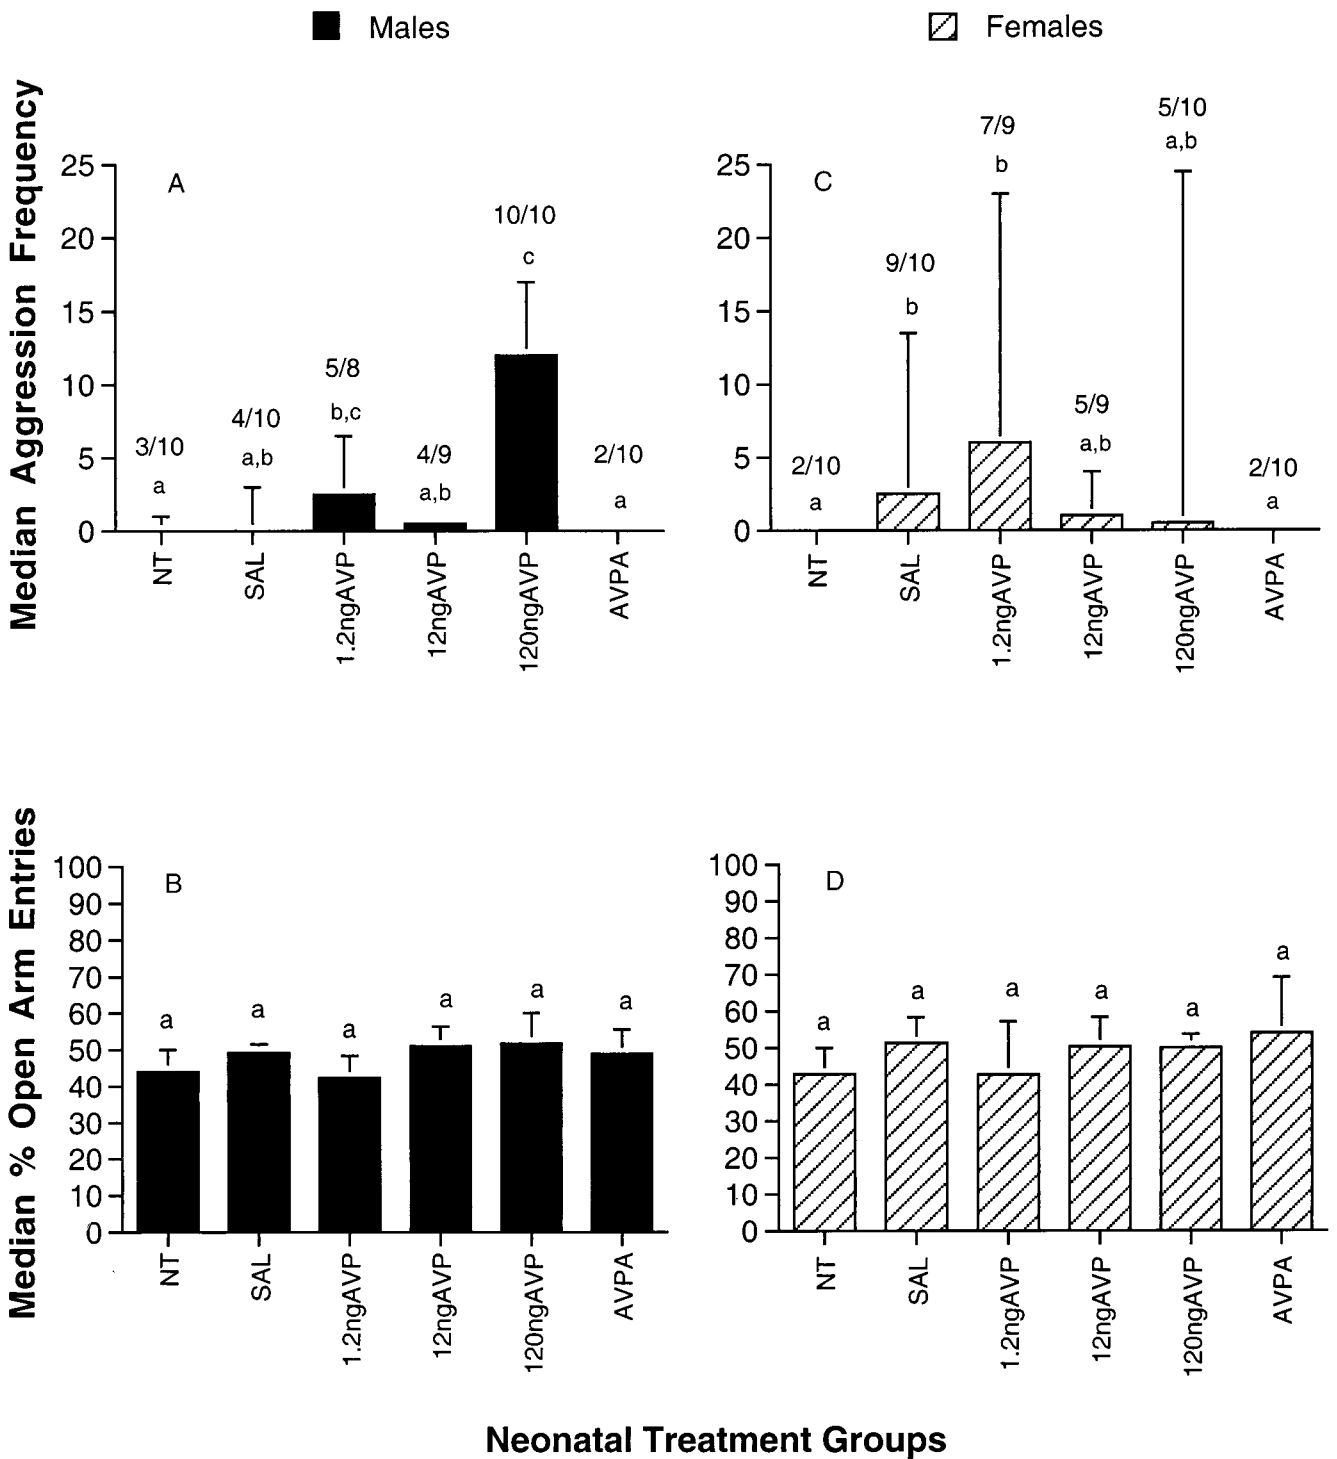 Males
Females
Median Aggression Frequency
25
20
15
10
5
0
A
3/10
a
4/10
a,b
5/8
b,c
4/9
a,b
10/10
c
2/10
a
NT
SAL
1.2ngAVP
12ngAVP
120ngAVP
AVPA
25
20
15
10
5
0
C
2/10
a
9/10
b
7/9
b
5/9
a,b
5/10
a,b
2/10
a
NT
SAL
1.2ngAVP
12ngAVP
120ngAVP
AVPA
Median % Open Arm Entries
100
90
80
70
60
50
40
30
20
10
0
B
a
a
a
a
a
a
NT
SAL
1.2ngAVP
12ngAVP
120ngAVP
AVPA
100
90
80
70
60
50
40
30
20
10
0
D
a
a
a
a
a
a
NT
SAL
1.2ngAVP
12ngAVP
120ngAVP
AVPA
Neonatal Treatment Groups